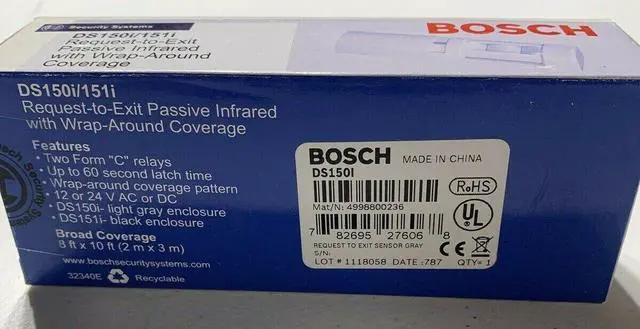 Security Systems
BOSCH
DS150i/151i
Request-to-Exit
Passive Infrared
with Wrap-Around
Coverage
DS150i/151i
Request-to-Exit Passive Infrared
with Wrap-Around Coverage
Features
• Two Form "C" relays
• Up to 60 second latch time
• Wrap-around coverage pattern
• 12 or 24 V AC or DC
• DS150i- light gray enclosure
• DS151i- black enclosure
Broad Coverage
8 ft x 10 ft (2 m x 3 m)
www.boschsecuritysystems.com
32340E Recyclable
BOSCH MADE IN CHINA
DS150I
RoHS
Mat/N: 4998800236
UL
7 82695 27606 8
REQUEST TO EXIT SENSOR GRAY
CE
S/N:
LOT # 1118058 DATE :787 QTY= 1